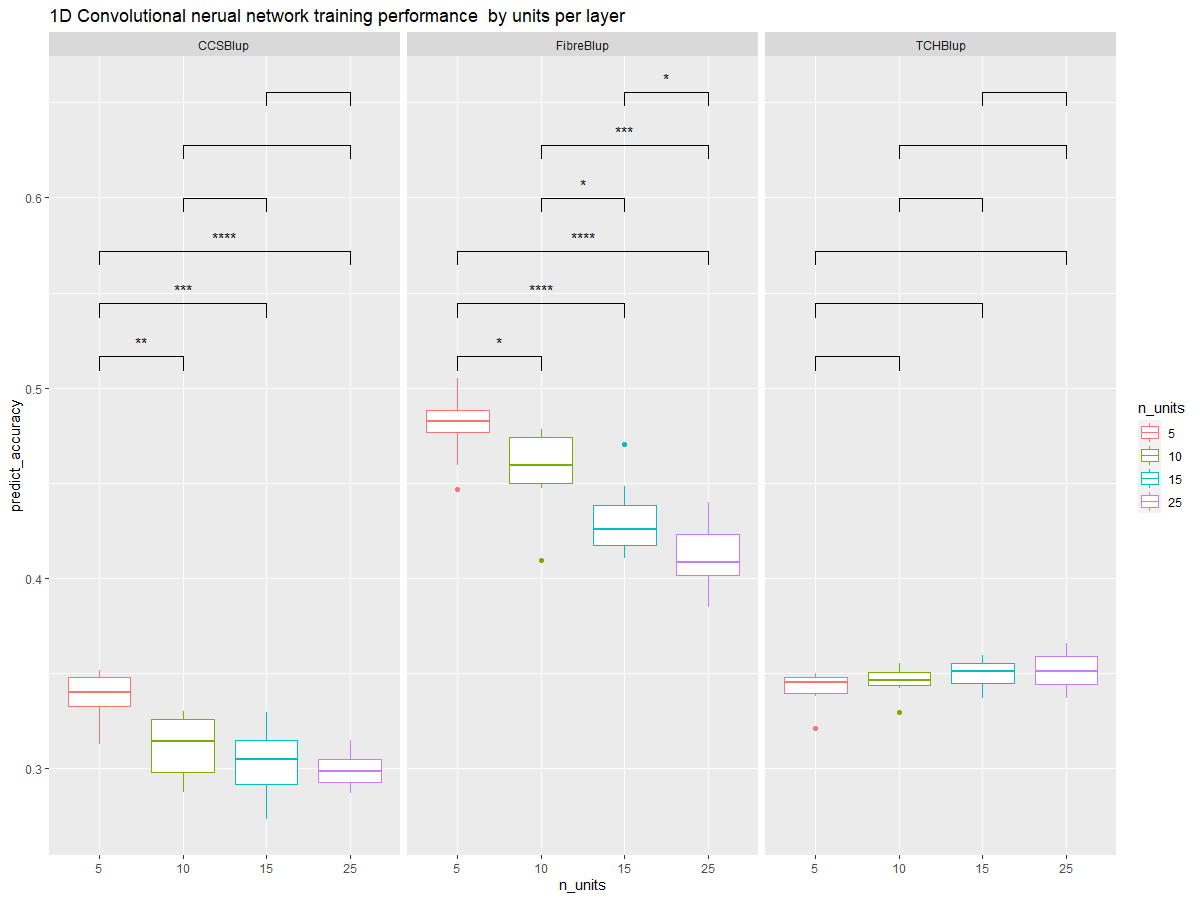 1D Convolutional nerual network training performance  by units per layer
CCSBlup
FibreBlup
TCHBlup
*
***
*
****
****
****
***
**
*
predict_accuracy
0.6
0.5
0.4
0.3
5 10 15 25
5 10 15 25
5 10 15 25
n_units
n_units
5
10
15
25